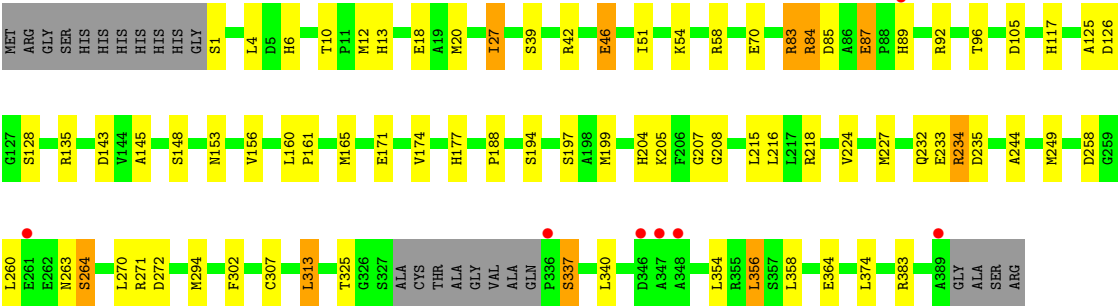 MET ARG GLY SER HIS HIS HIS HIS HIS HIS GLY S1 L4 D5 H6 T10 P11 M12 H13 E18 A19 M20 I27 S39 R42 E46 I51 K54 R58 E70 R83 R84 D85 A86 E87 P88 H89 R92 T96 D105 H117 A125 D126
G127 S128 R135 D143 V144 A145 S148 N153 V156 L160 P161 M165 E171 V174 H177 P188 S194 S197 A198 M199 H204 K205 F206 G207 G208 L215 L216 L217 R218 V224 M227 Q232 E233 R234 D235 A244 M249 D258 G259
L260 E261 E262 N263 S264 L270 R271 D272 M294 F302 C307 L313 T325 G326 S327 ALA CYS THR ALA GLY VAL ALA GLN P336 S337 L340 D346 A347 A348 L354 R355 L356 S357 L358 E364 L374 R383 A389 GLY ALA SER ARG